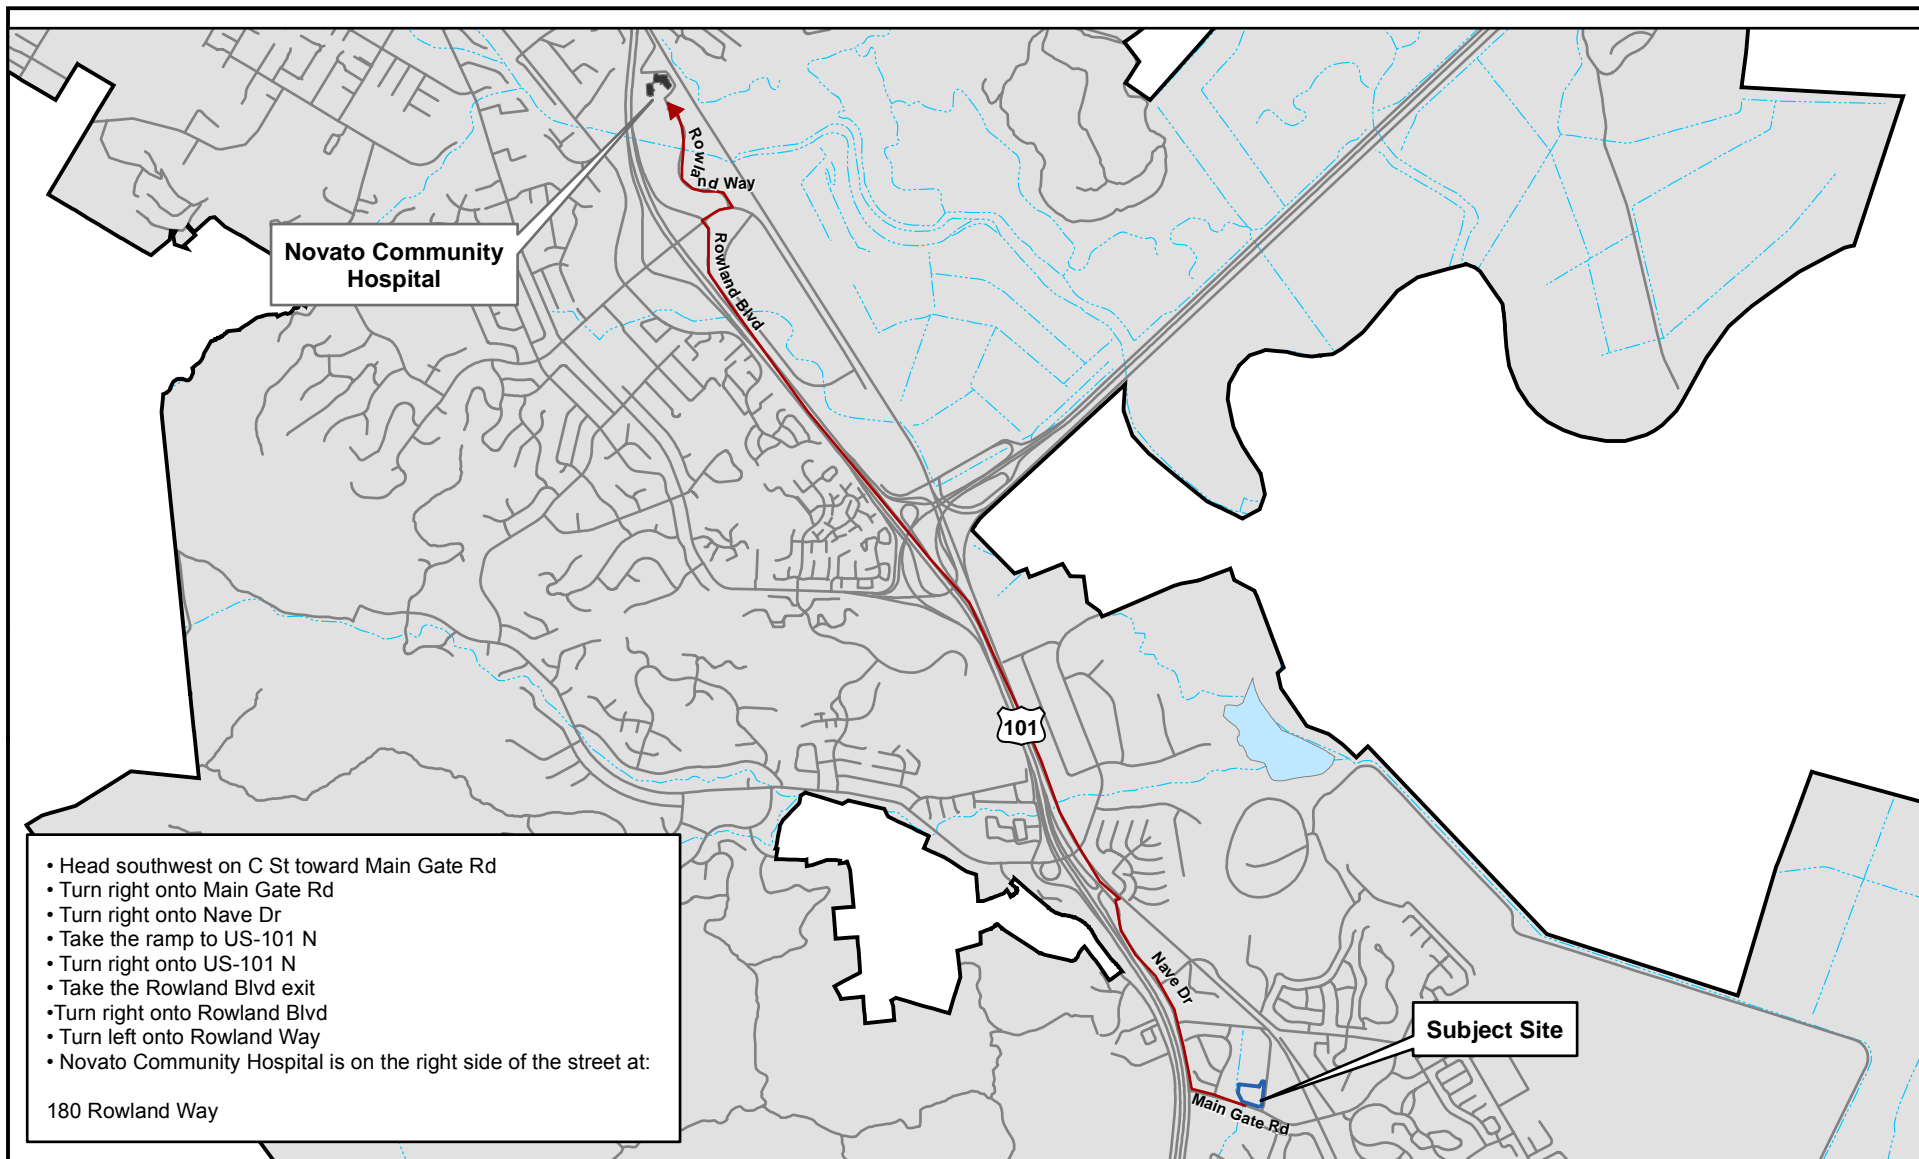 Rowland Way
Novato Community
Hospital
Rowland Blvd
101
• Head southwest on C St toward Main Gate Rd
• Turn right onto Main Gate Rd
• Turn right onto Nave Dr
• Take the ramp to US-101 N
• Turn right onto US-101 N
• Take the Rowland Blvd exit
•Turn right onto Rowland Blvd
• Turn left onto Rowland Way
• Novato Community Hospital is on the right side of the street at:
180 Rowland Way
Nave Dr
Subject Site
Main Gate Rd